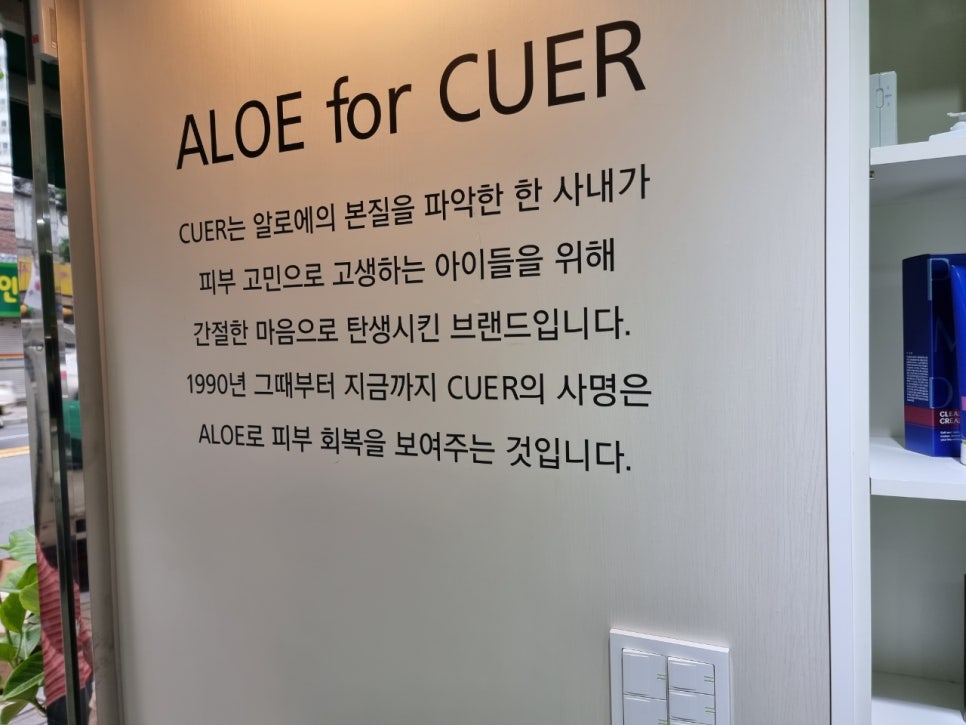 ALOE for CUER
CUER는 알로에의 본질을 파악한 한 사내가
피부 고민으로 고생하는 아이들을 위해
간절한 마음으로 탄생시킨 브랜드입니다.
1990년 그때부터 지금까지 CUER의 사명은
ALOE로 피부 회복을 보여주는 것입니다.
인